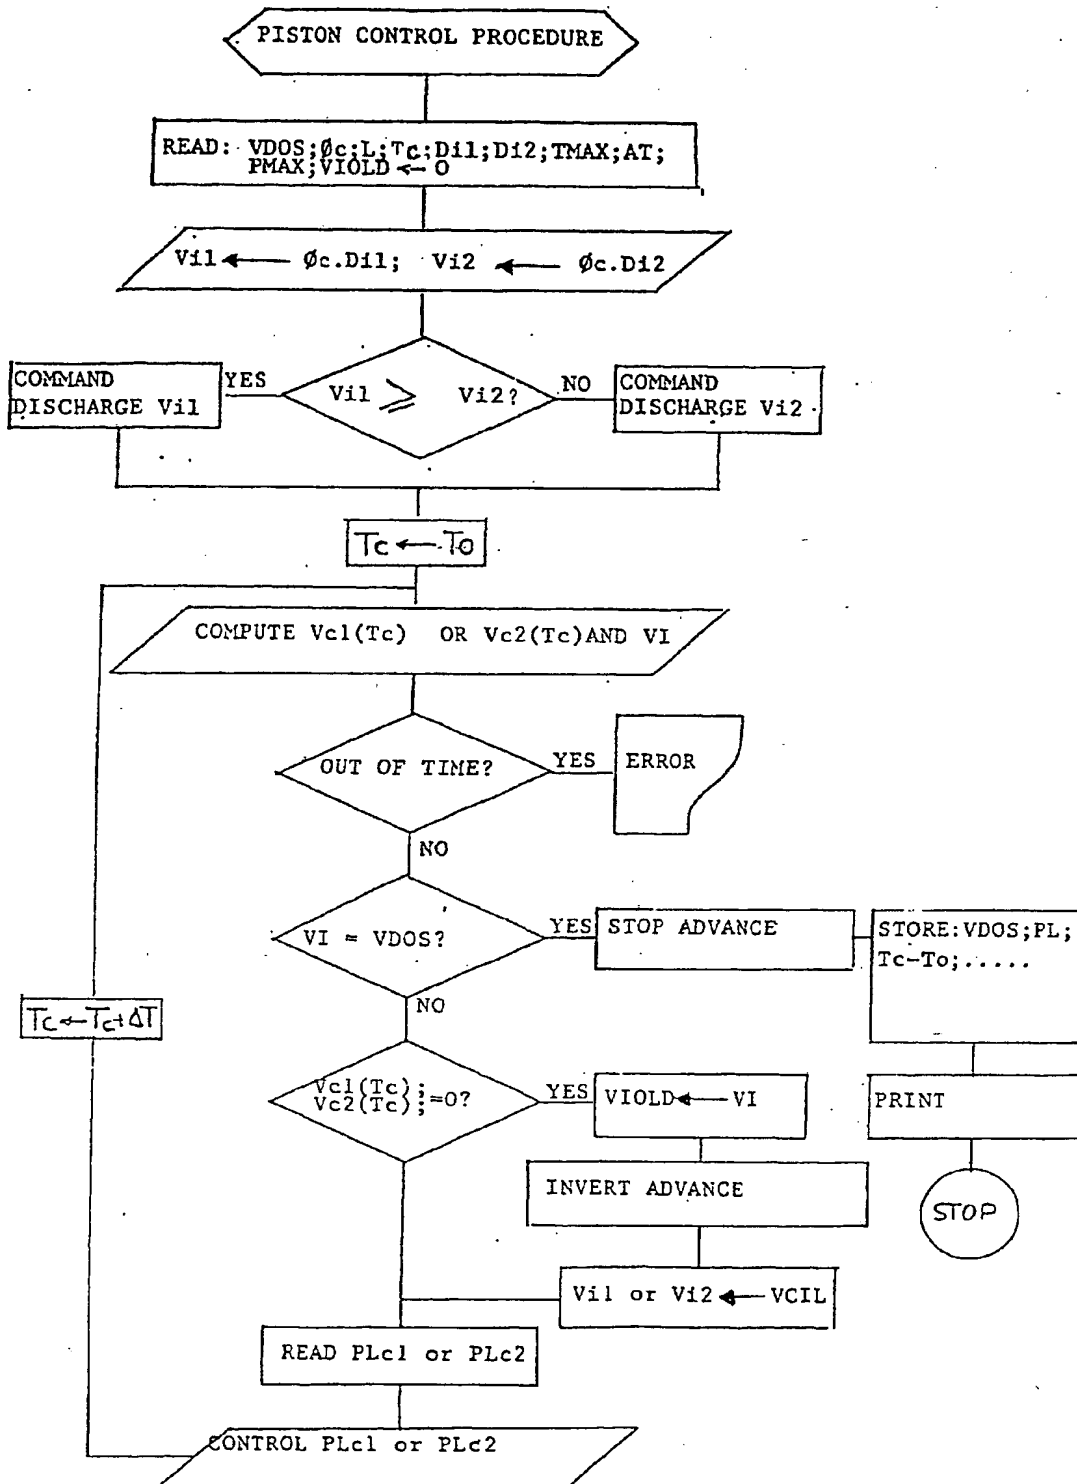 PISTON CONTROL PROCEDURE
READ: VDOS;Øc;L;Tc;Di1;Di2;TMAX;AT;
PMAX;VIOLD ← O
Vi1 ← Øc.Di1; Vi2 ← Øc.Di2
COMMAND
DISCHARGE Vi1
YES
Vi1 ≥ Vi2?
NO
COMMAND
DISCHARGE Vi2
Tc ← To
COMPUTE Vc1(Tc) OR Vc2(Tc)AND VI
OUT OF TIME?
YES
ERROR
NO
VI = VDOS?
YES
STOP ADVANCE
STORE:VDOS;PL;
Tc-To;.....
NO
Tc←Tc+ΔT
Vc1(Tc);
Vc2(Tc);=O?
YES
VIOLD ← VI
PRINT
INVERT ADVANCE
STOP
Vi1 or Vi2 ← VCIL
READ PLc1 or PLc2
CONTROL PLc1 or PLc2